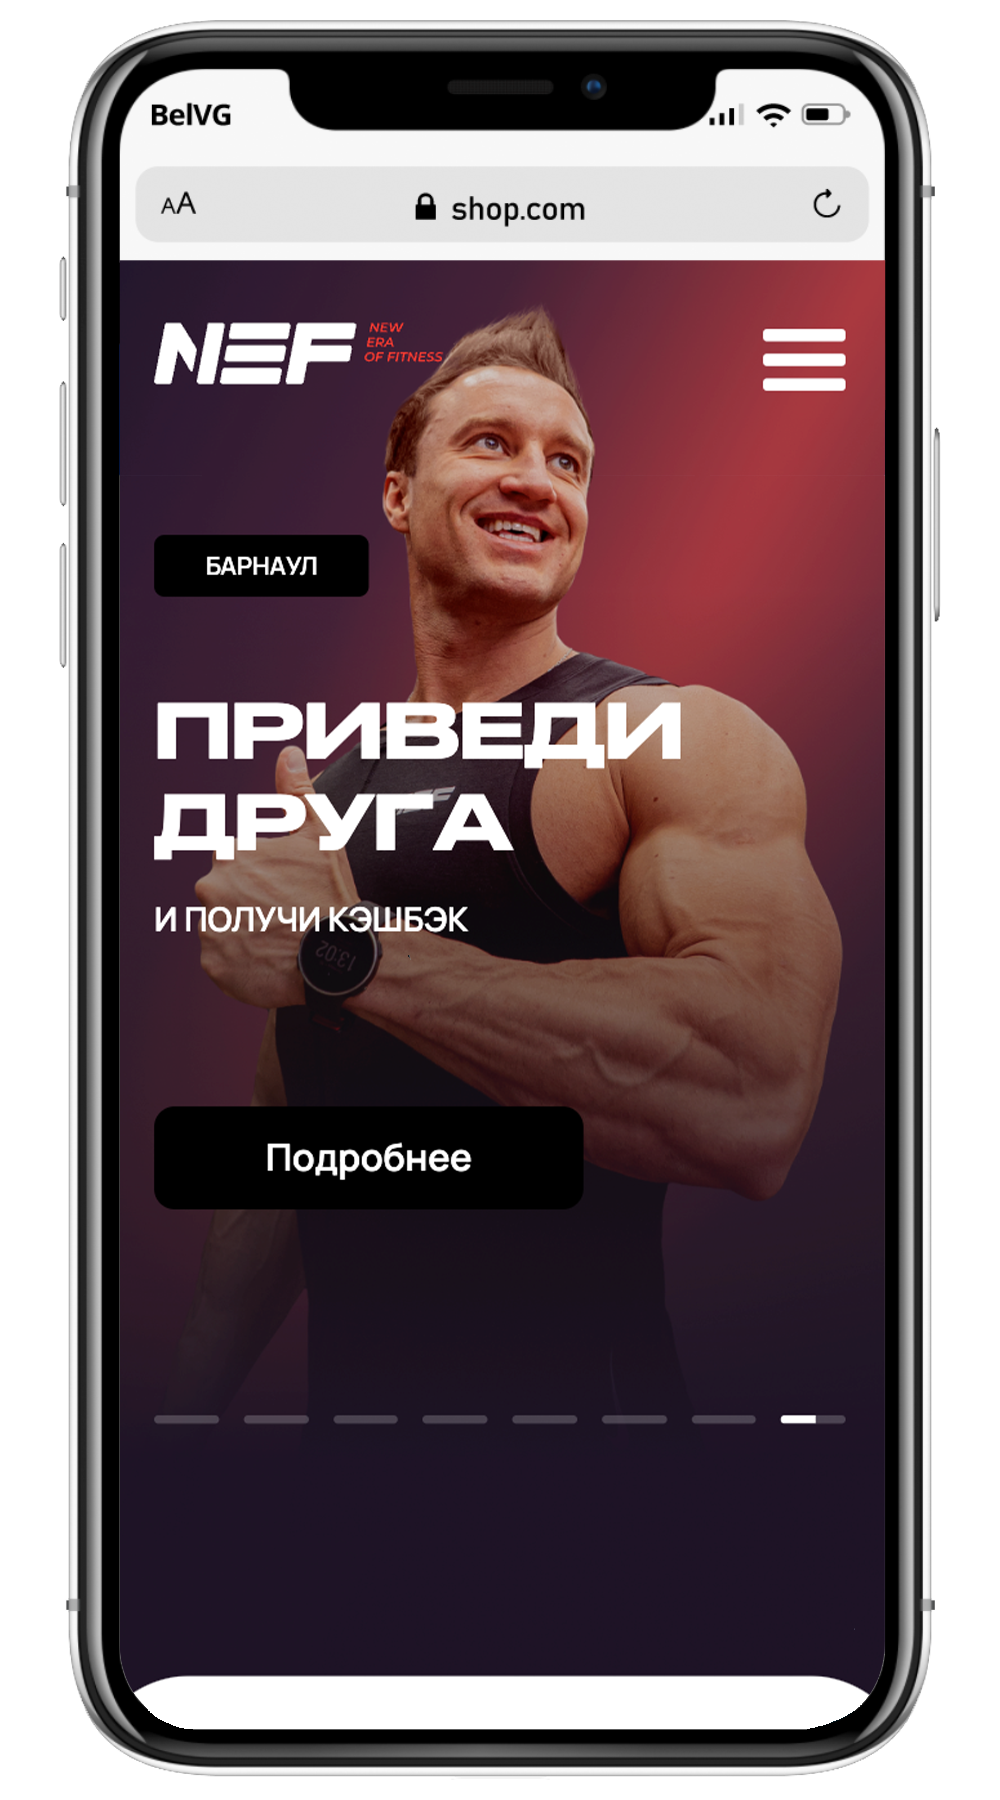 BelVG
AA
shop.com
NEF
NEW
ERA
OF FITNESS
БАРНАУЛ
ПРИВЕДИ
ДРУГА
И ПОЛУЧИ КЭШБЭК
13:02
Подробнее